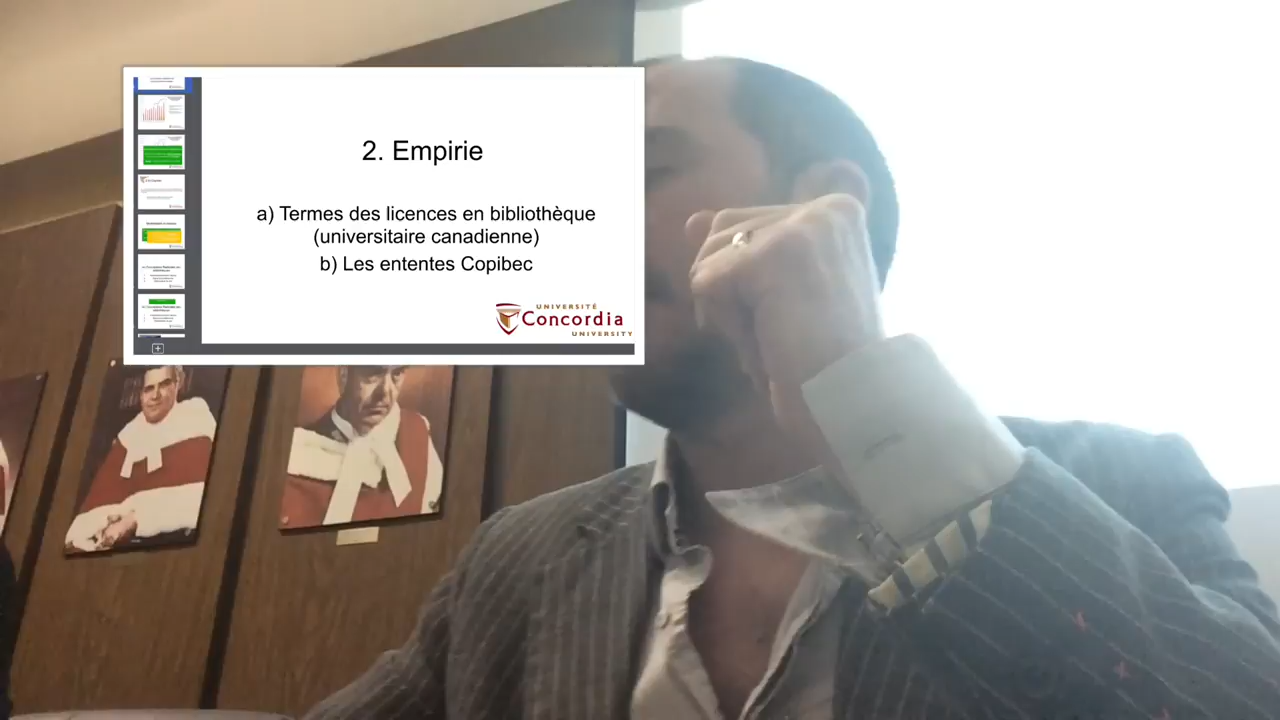 2. Empirie
a) Termes des licences en bibliothèque
(universitaire canadienne)
b) Les ententes Copibec
UNIVERSITÉ
Concordia
UNIVERSITY